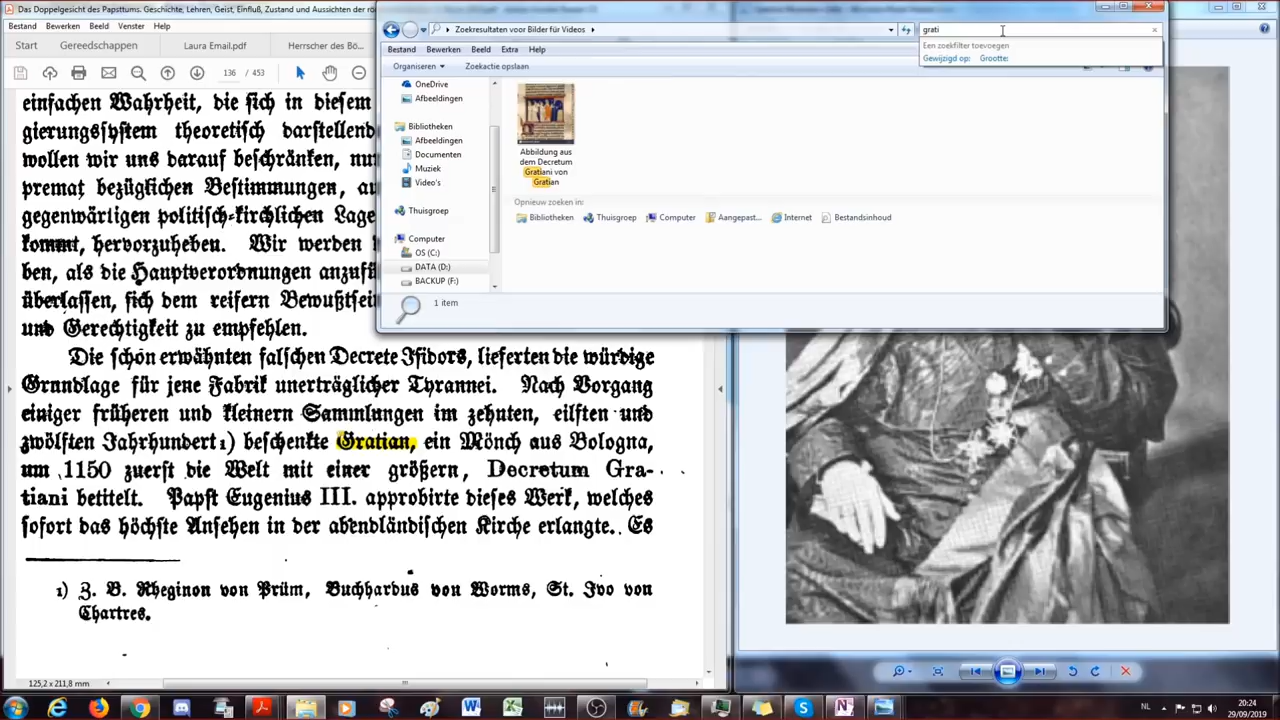 Das Doppelgesicht des Papsttums. Geschichte, Lehren, Geist, Einfluß, Zustand und Aussichten der rö
Bestand Bewerken Beeld Venster Help
Start Gereedschappen Laura Email.pdf Herrscher des Bö...
136 / 453
einfachen Wahrheit, die sich in diesem
gierungssystem theoretisch darstellend
wollen wir uns darauf beschränken, nu
premat bezüglichen Bestimmungen, au
gegenwärtigen politisch-kirchlichen Lage
kommt, hervorzuheben. Wir werden
ben, als die Hauptverordnungen anzufü
überlassen, sich dem reifern Bewußtsein
und Gerechtigkeit zu empfehlen.
Die schon erwähnten falschen Decrete Isidors, lieferten die würdige
Grundlage für jene Fabrik unerträglicher Tyrannei. Nach Vorgang
einiger früheren und kleinern Sammlungen im zehnten, eilften und
zwölften Jahrhundert 1) beschenkte Gratian, ein Mönch aus Bologna,
um 1150 zuerst die Welt mit einer größern, Decretum Gra-
tiani betitelt. Papst Eugenius III. approbirte dieses Werk, welches
sofort das höchste Ansehen in der abendländischen Kirche erlangte. Es
1) Z. B. Rheginon von Prüm, Buchhardus von Worms, St. Ivo von
Chartres.
125,2 x 211,8 mm
Zoekresultaten voor Bilder für Videos
grati
Een zoekfilter toevoegen
Gewijzigd op: Grootte:
Bestand Bewerken Beeld Extra Help
Organiseren Zoekactie opslaan
OneDrive
Afbeeldingen
Bibliotheken
Afbeeldingen
Documenten
Muziek
Video's
Thuisgroep
Computer
OS (C:)
DATA (D:)
BACKUP (F:)
Abbildung aus
dem Decretum
Gratiani von
Gratian
Opnieuw zoeken in:
Bibliotheken Thuisgroep Computer Aangepast... Internet Bestandsinhoud
1 item
NL
20:24
29/09/2019